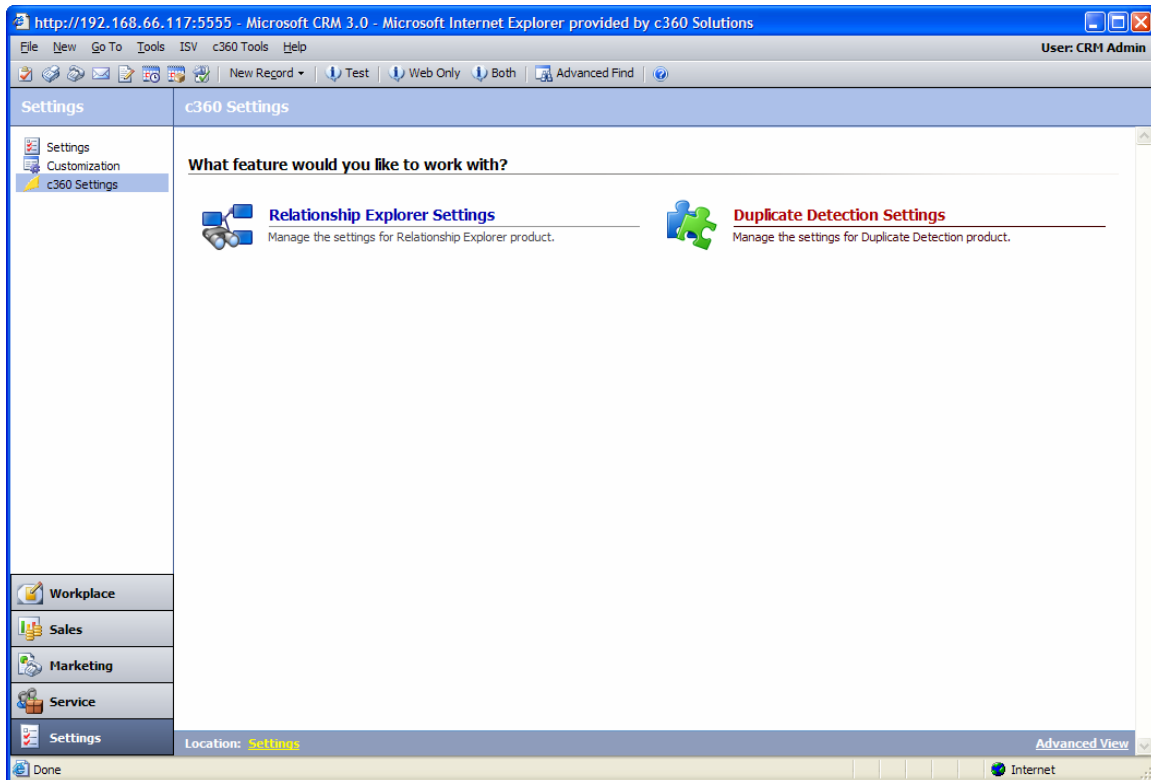 http://192.168.66.117:5555 - Microsoft CRM 3.0 - Microsoft Internet Explorer provided by c360 Solutions
File New Go To Tools ISV c360 Tools Help User: CRM Admin
New Record Test Web Only Both Advanced Find
Settings c360 Settings
Settings
Customization
c360 Settings
What feature would you like to work with?
Relationship Explorer Settings
Manage the settings for Relationship Explorer product.
Duplicate Detection Settings
Manage the settings for Duplicate Detection product.
Workplace
Sales
Marketing
Service
Settings
Location: Settings Advanced View
Done Internet